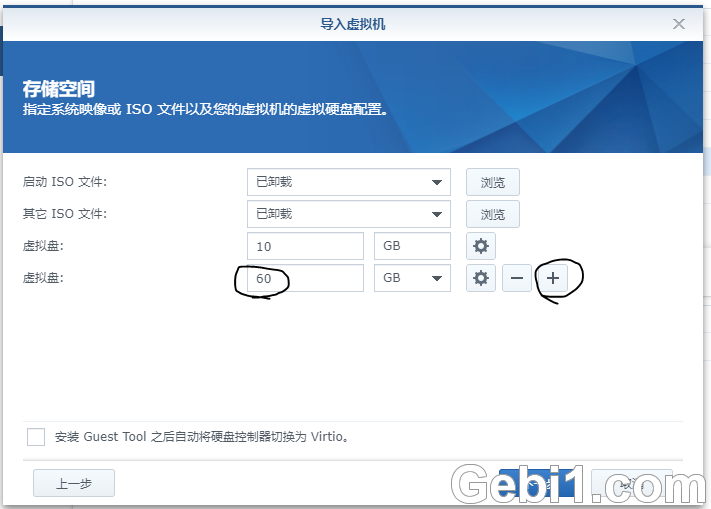 导入虚拟机
存储空间
指定系统映像或 ISO 文件以及您的虚拟机的虚拟硬盘配置。
启动 ISO 文件: 已卸载 浏览
其它 ISO 文件: 已卸载 浏览
虚拟盘: 10 GB
虚拟盘: 60 GB
安装 Guest Tool 之后自动将硬盘控制器切换为 Virtio。
上一步
Gebi1.com